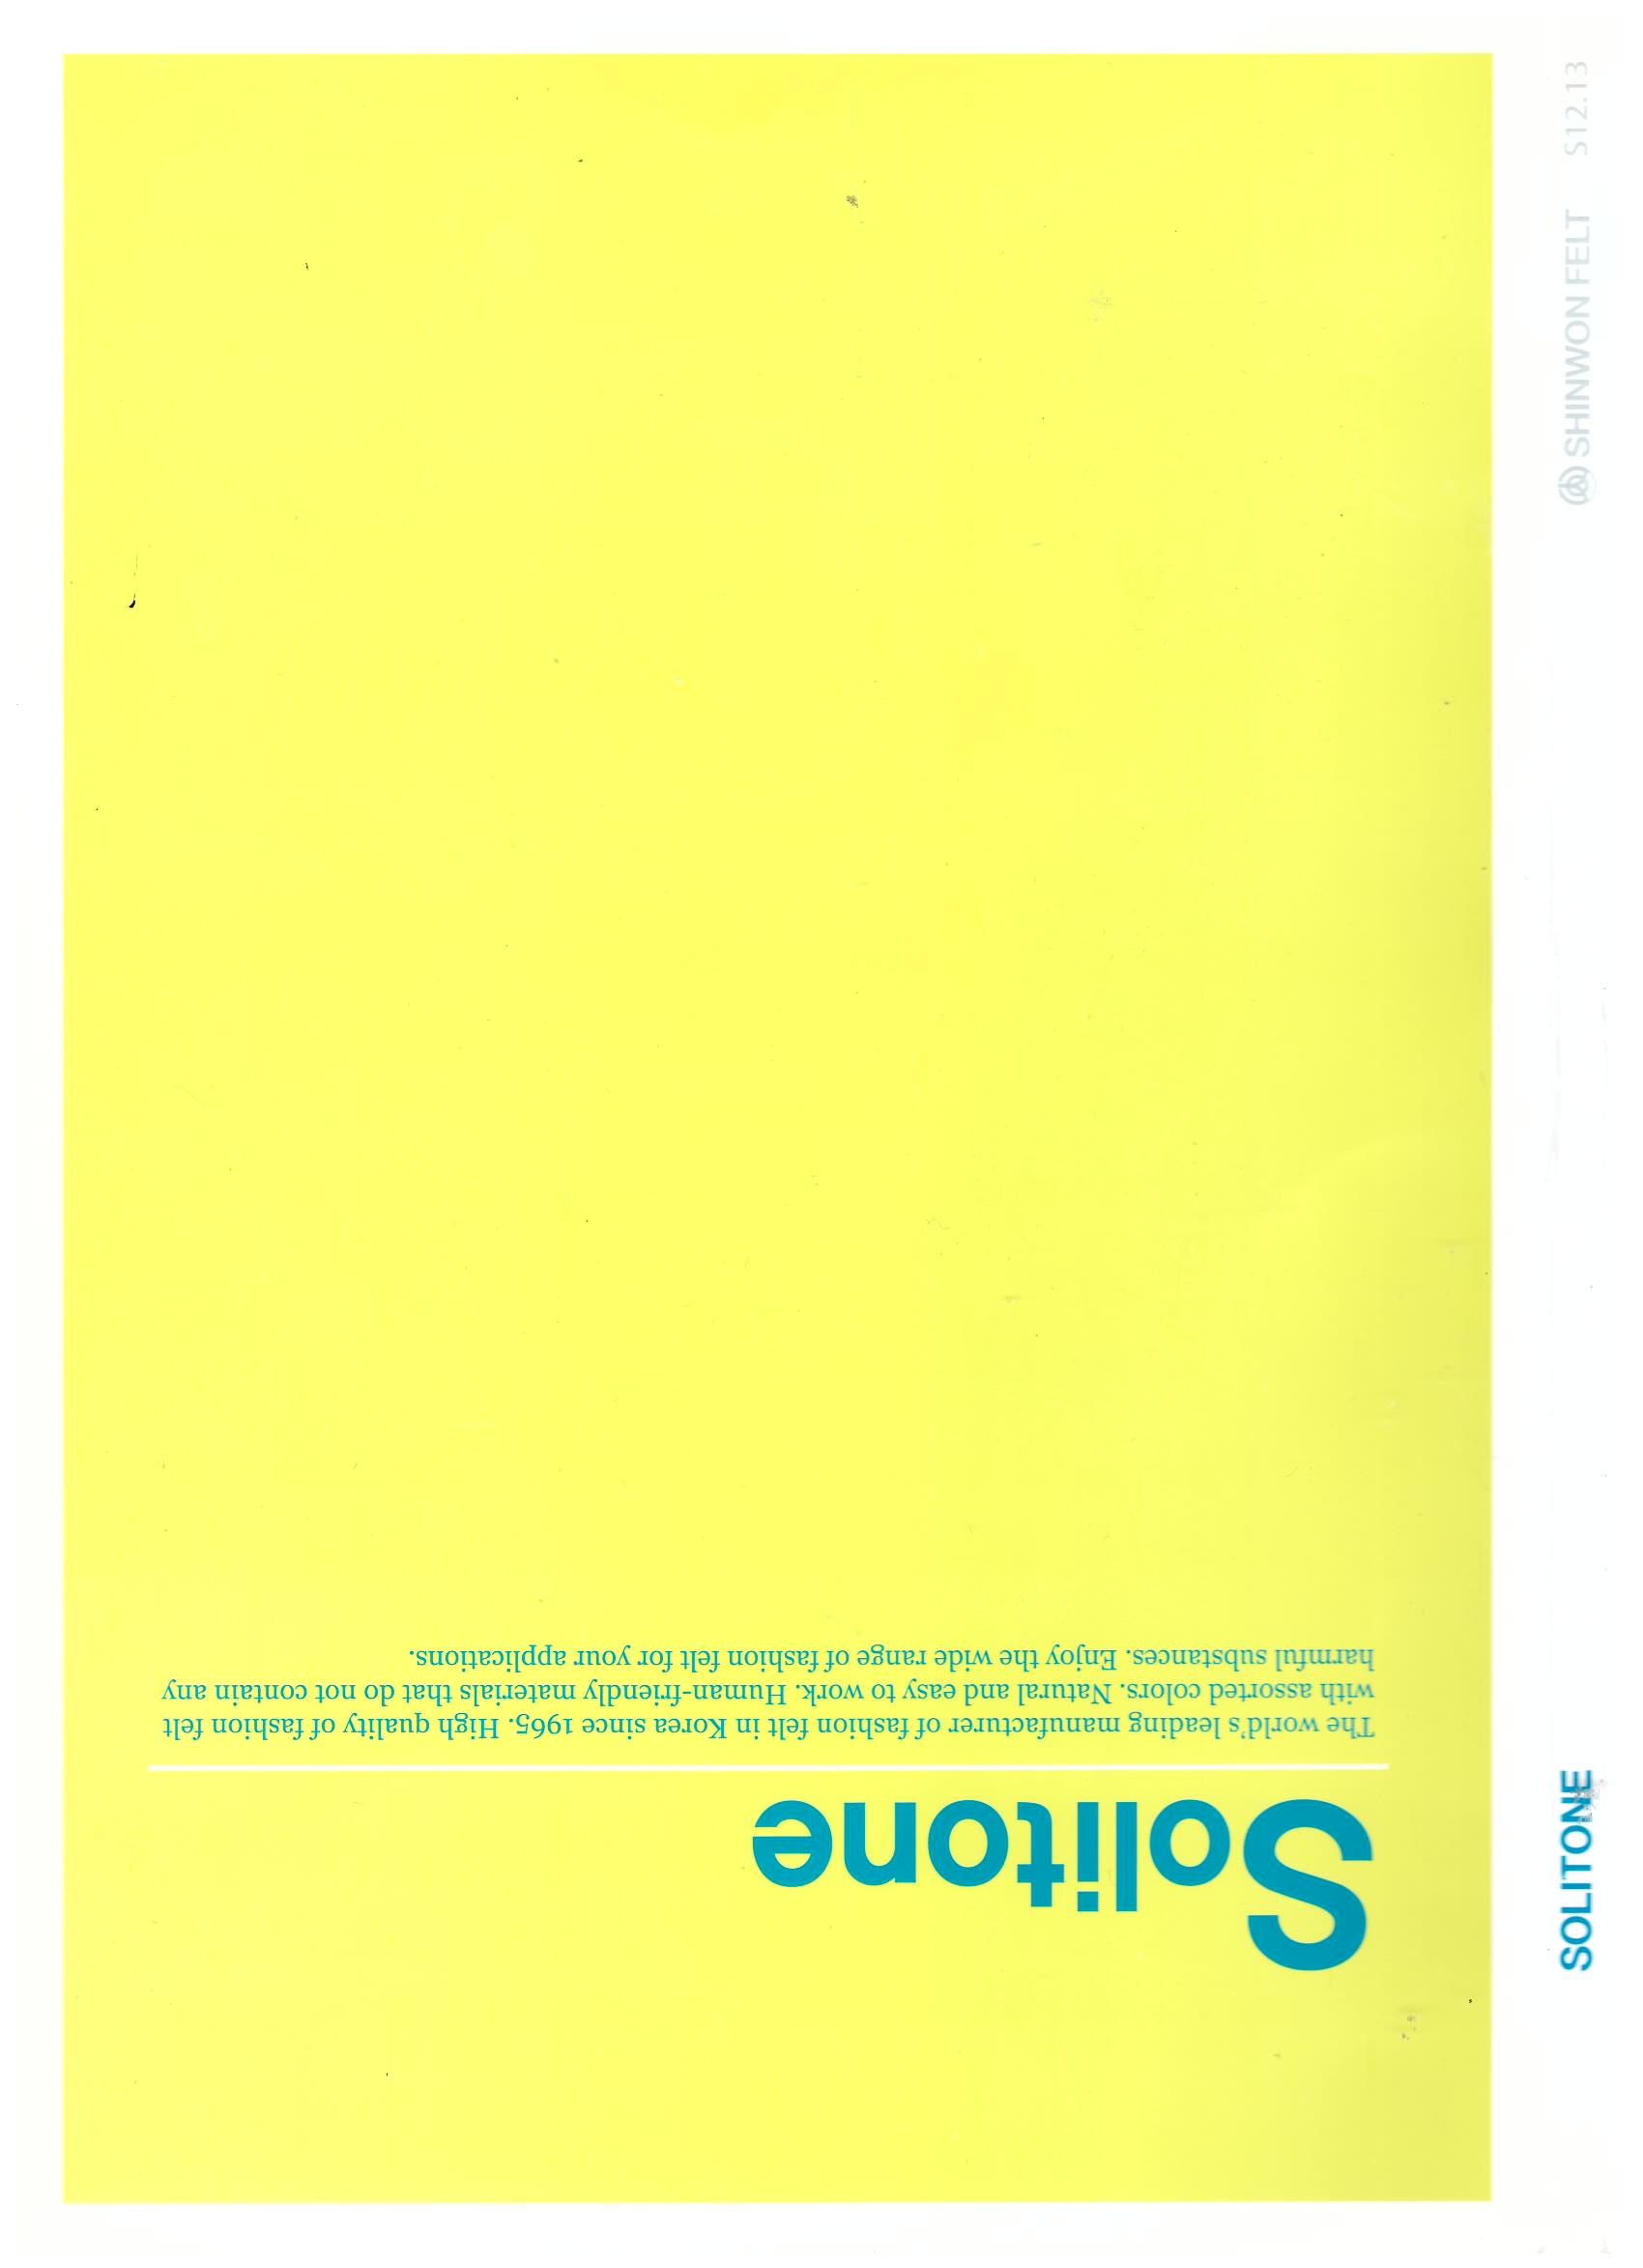 Solitone
The world's leading manufacturer of fashion felt in Korea since 1965. High quality of fashion felt
with assorted colors. Natural and easy to work. Human-friendly materials that do not contain any
harmful substances. Enjoy the wide range of fashion felt for your applications.
SOLITONE
SHINWON FELT
S12.13